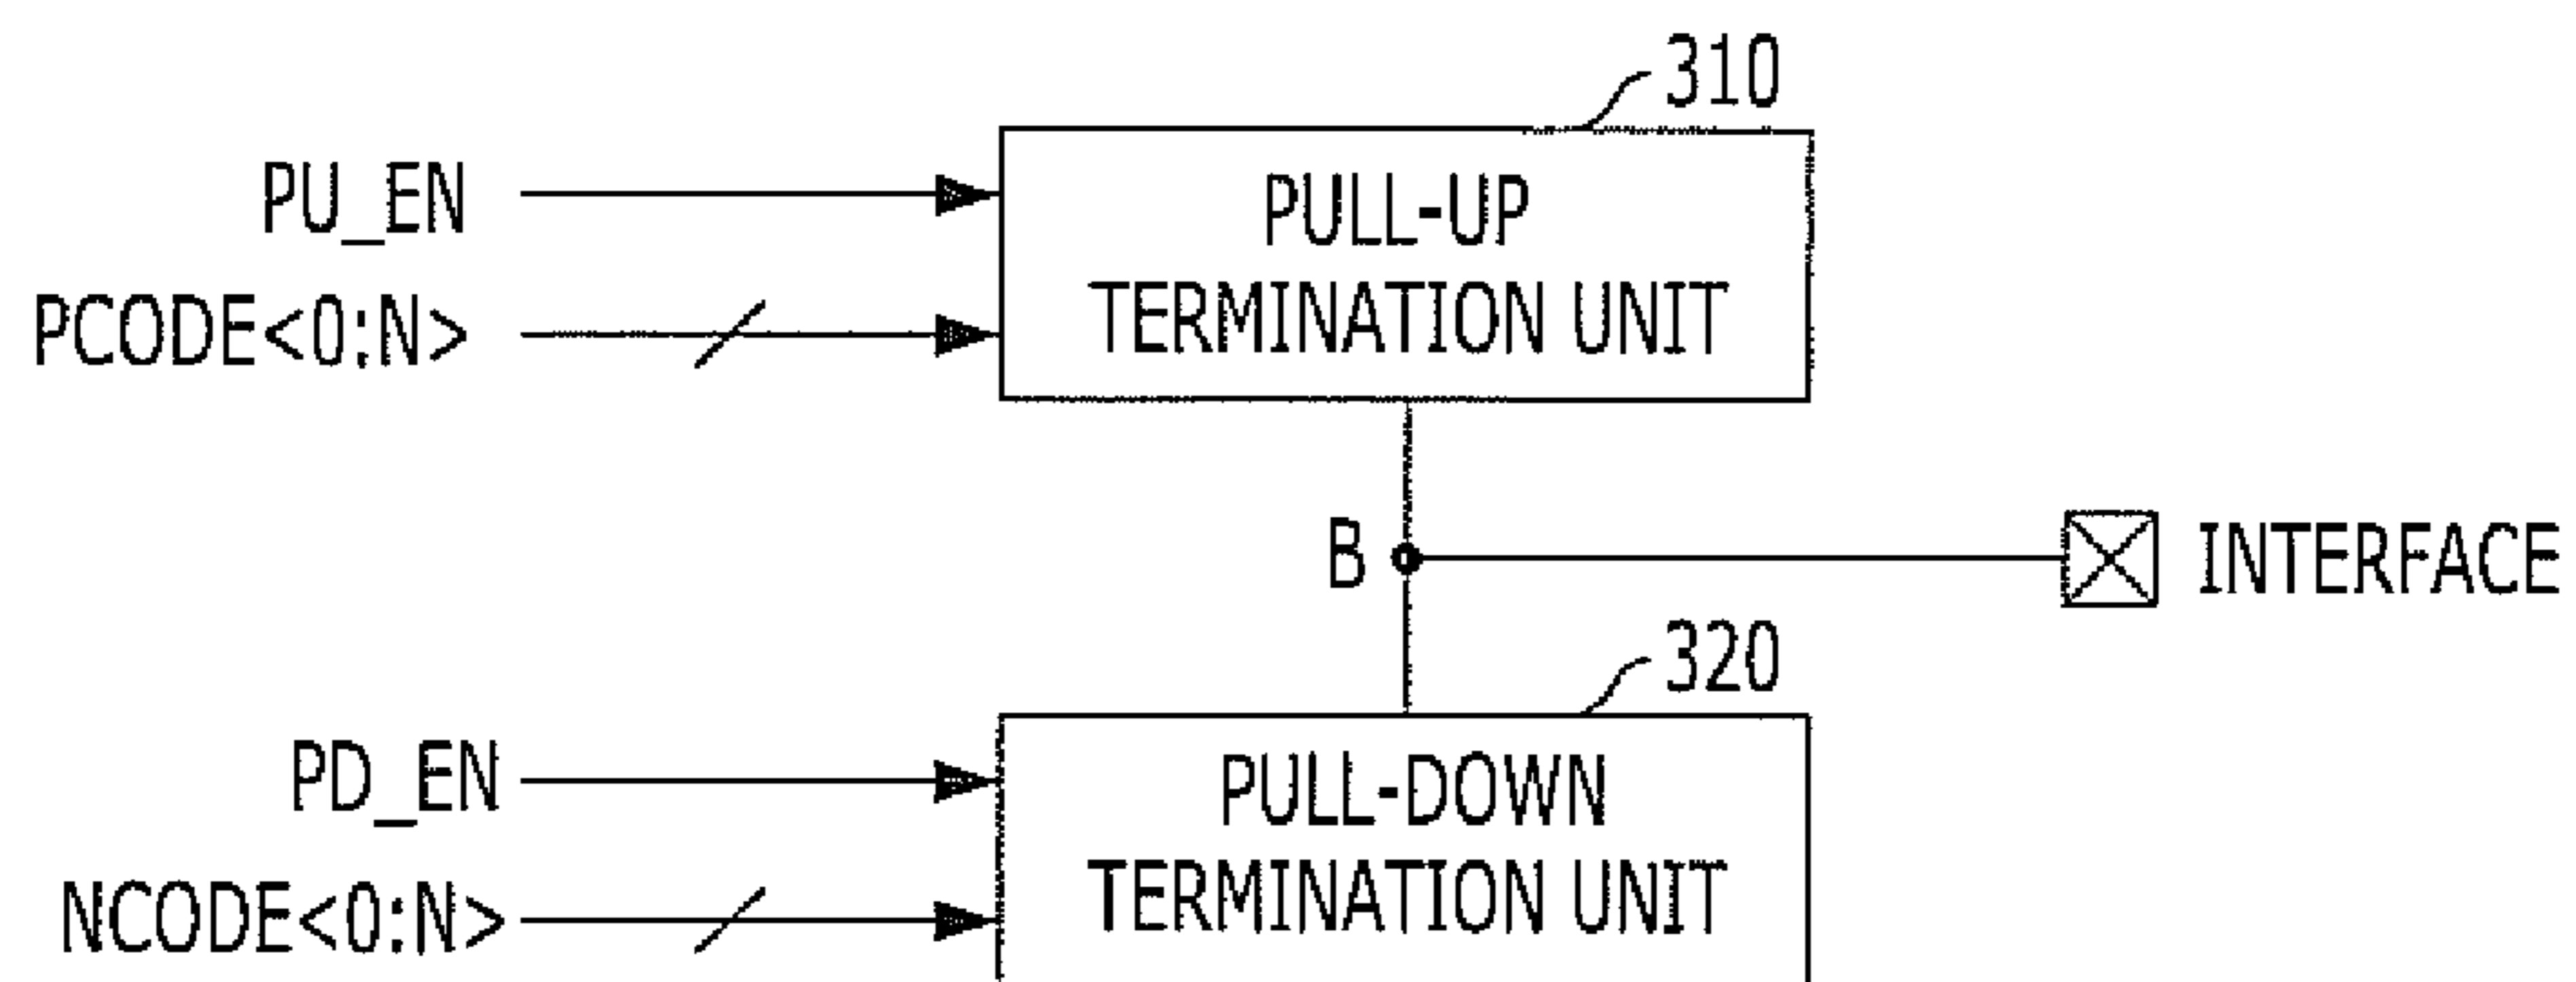 310
PU_EN
PULL-UP
PCODE<0:N>
TERMINATION UNIT
B
INTERFACE
320
PD_EN
PULL-DOWN
NCODE<0:N>
TERMINATION UNIT